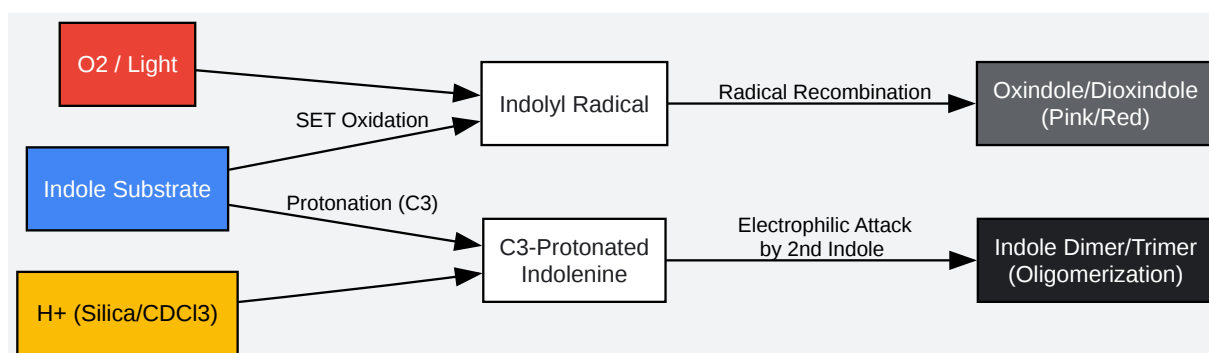 O2 / Light
SET Oxidation
Indolyl Radical
Radical Recombination
Oxindole/Dioxindole
(Pink/Red)
Indole Substrate
Protonation (C3)
C3-Protonated
Indolenine
Electrophilic Attack
by 2nd Indole
Indole Dimer/Trimer
(Oligomerization)
H+ (Silica/CDCl3)